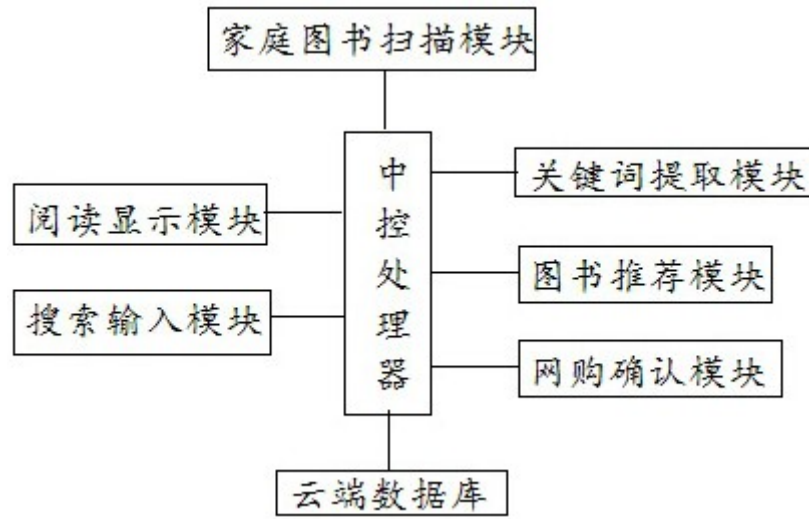 家庭图书扫描模块
中控处理器
关键词提取模块
阅读显示模块
图书推荐模块
搜索输入模块
网购确认模块
云端数据库